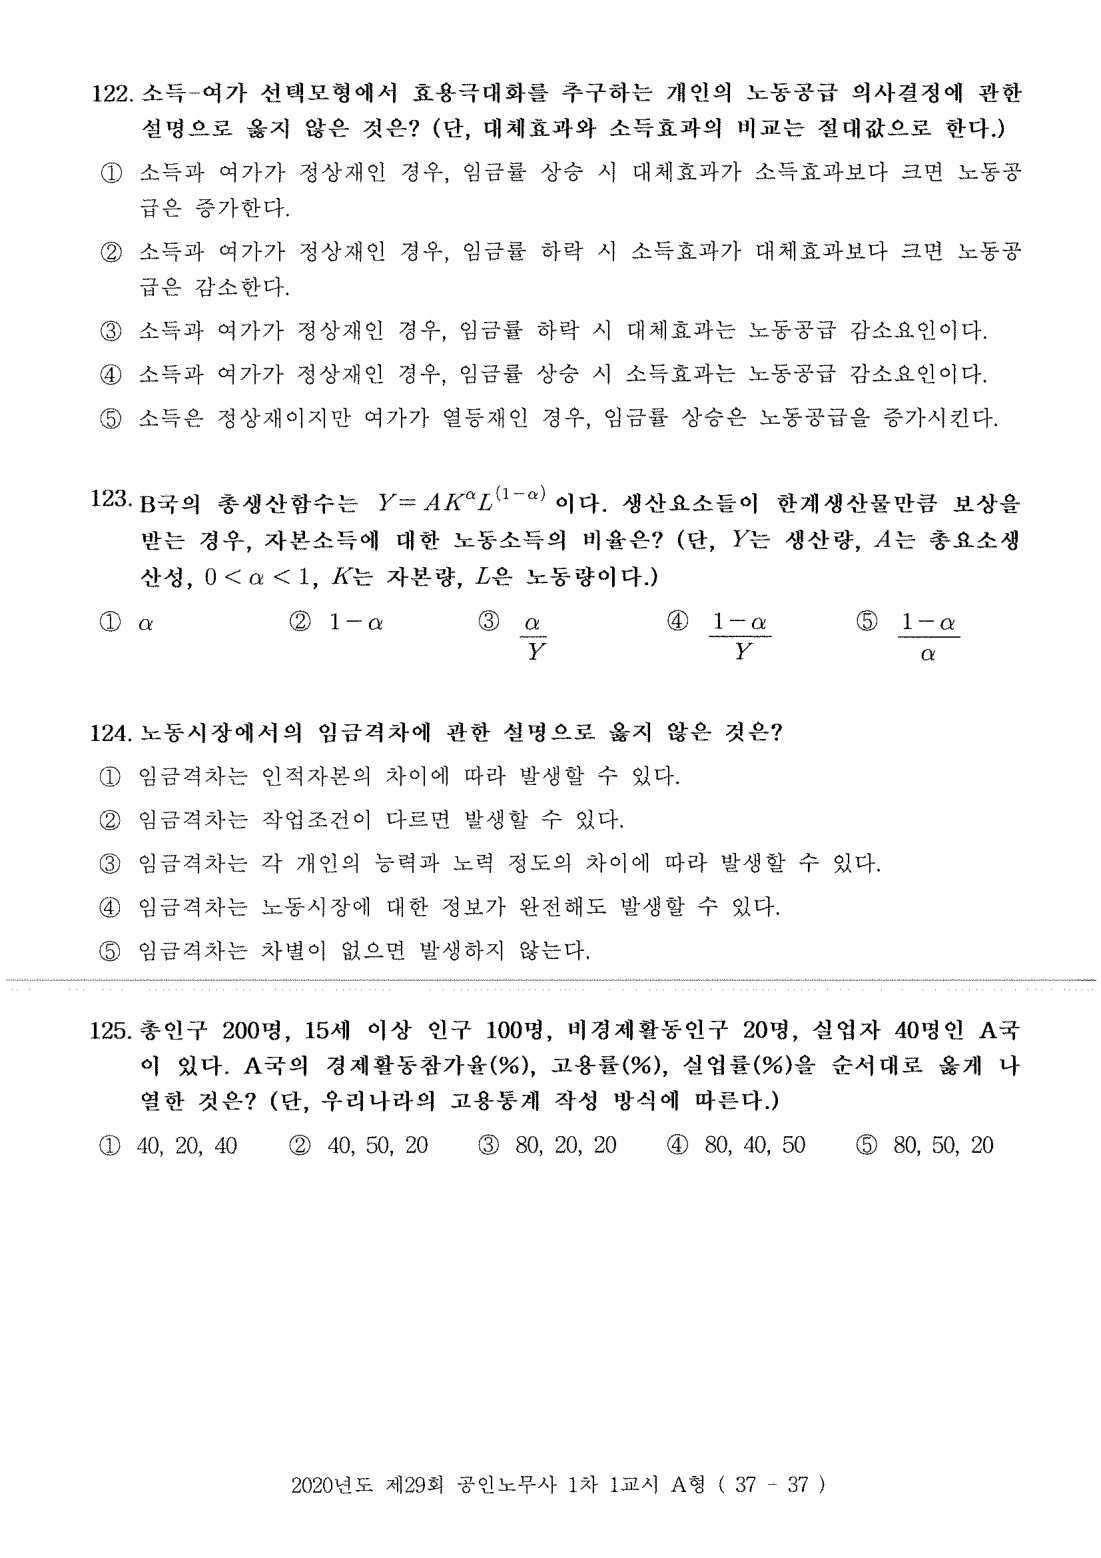 122. 소득-여가 선택모형에서 효용극대화를 추구하는 개인의 노동공급 의사결정에 관한
설명으로 옳지 않은 것은? (단, 대체효과와 소득효과의 비교는 절대값으로 한다.)
① 소득과 여가가 정상재인 경우, 임금률 상승 시 대체효과가 소득효과보다 크면 노동공
급은 증가한다.
② 소득과 여가가 정상재인 경우, 임금률 하락 시 소득효과가 대체효과보다 크면 노동공
급은 감소한다.
③ 소득과 여가가 정상재인 경우, 임금률 하락 시 대체효과는 노동공급 감소요인이다.
④ 소득과 여가가 정상재인 경우, 임금률 상승 시 소득효과는 노동공급 감소요인이다.
⑤ 소득은 정상재이지만 여가가 열등재인 경우, 임금률 상승은 노동공급을 증가시킨다.
123. B국의 총생산함수는 Y=AK^α L^(1-α) 이다. 생산요소들이 한계생산물만큼 보상을
받는 경우, 자본소득에 대한 노동소득의 비율은? (단, Y는 생산량, A는 총요소생
산성, 0<α<1, K는 자본량, L은 노동량이다.)
① α ② 1-α ③ α/Y ④ (1-α)/Y ⑤ (1-α)/α
124. 노동시장에서의 임금격차에 관한 설명으로 옳지 않은 것은?
① 임금격차는 인적자본의 차이에 따라 발생할 수 있다.
② 임금격차는 작업조건이 다르면 발생할 수 있다.
③ 임금격차는 각 개인의 능력과 노력 정도의 차이에 따라 발생할 수 있다.
④ 임금격차는 노동시장에 대한 정보가 완전해도 발생할 수 있다.
⑤ 임금격차는 차별이 없으면 발생하지 않는다.
125. 총인구 200명, 15세 이상 인구 100명, 비경제활동인구 20명, 실업자 40명인 A국
이 있다. A국의 경제활동참가율(%), 고용률(%), 실업률(%)을 순서대로 옳게 나
열한 것은? (단, 우리나라의 고용통계 작성 방식에 따른다.)
① 40, 20, 40 ② 40, 50, 20 ③ 80, 20, 20 ④ 80, 40, 50 ⑤ 80, 50, 20
2020년도 제29회 공인노무사 1차 1교시 A형 ( 37 - 37 )